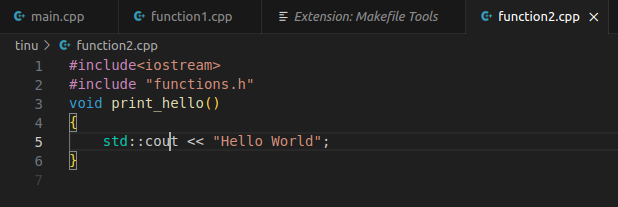 main.cpp function1.cpp Extension: Makefile Tools function2.cpp
tinu > function2.cpp
1 #include<iostream>
2 #include "functions.h"
3 void print_hello()
4 {
5 std::cout << "Hello World";
6 }
7